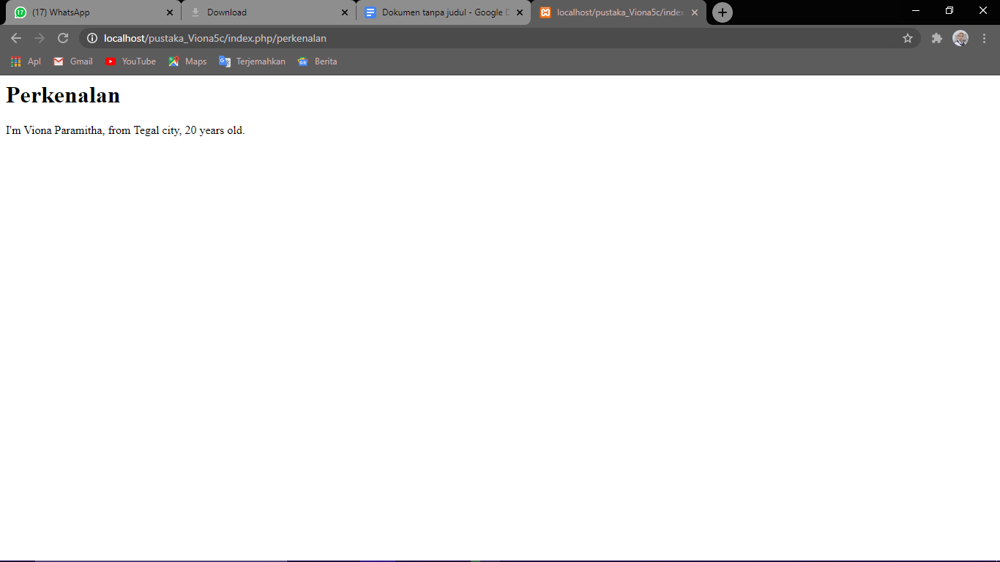 (17) WhatsApp
Download
Dokumen tanpa judul - Google D
localhost/pustaka_Viona5c/index
localhost/pustaka_Viona5c/index.php/perkenalan
Apl
Gmail
YouTube
Maps
Terjemahkan
Berita
Perkenalan
I'm Viona Paramitha, from Tegal city, 20 years old.